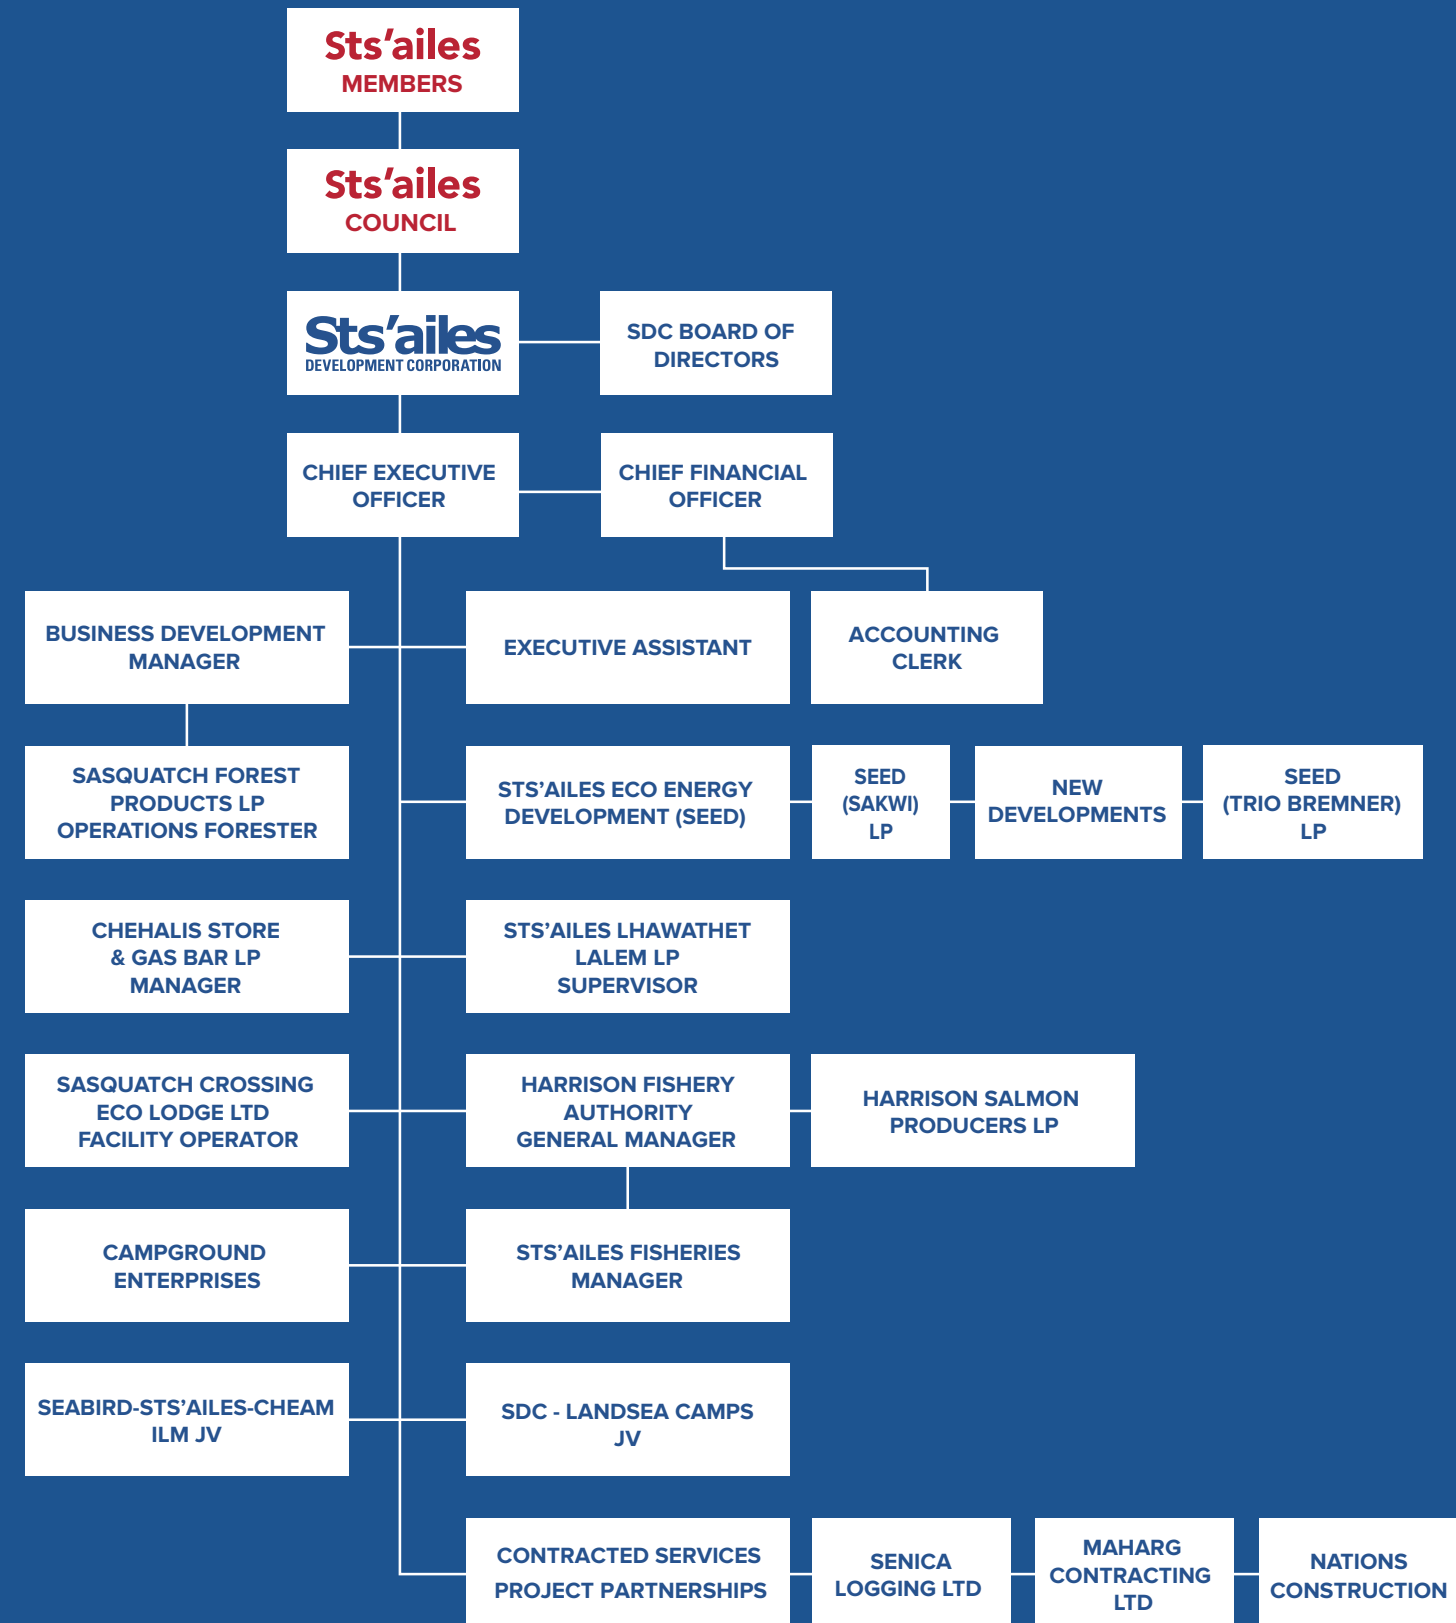 Sts’ailes
MEMBERS
Sts’ailes
COUNCIL
Sts’ailes
DEVELOPMENT CORPORATION
SDC BOARD OF
DIRECTORS
CHIEF EXECUTIVE
OFFICER
CHIEF FINANCIAL
OFFICER
BUSINESS DEVELOPMENT
MANAGER
EXECUTIVE ASSISTANT
ACCOUNTING
CLERK
SASQUATCH FOREST
PRODUCTS LP
OPERATIONS FORESTER
STS’AILES ECO ENERGY
DEVELOPMENT (SEED)
SEED
(SAKWI)
LP
NEW
DEVELOPMENTS
SEED
(TRIO BREMNER)
LP
CHEHALIS STORE
& GAS BAR LP
MANAGER
STS’AILES LHAWATHET
LALEM LP
SUPERVISOR
SASQUATCH CROSSING
ECO LODGE LTD
FACILITY OPERATOR
HARRISON FISHERY
AUTHORITY
GENERAL MANAGER
HARRISON SALMON
PRODUCERS LP
CAMPGROUND
ENTERPRISES
STS’AILES FISHERIES
MANAGER
SEABIRD-STS’AILES-CHEAM
ILM JV
SDC - LANDSEA CAMPS
JV
CONTRACTED SERVICES
PROJECT PARTNERSHIPS
SENICA
LOGGING LTD
MAHARG
CONTRACTING
LTD
NATIONS
CONSTRUCTION